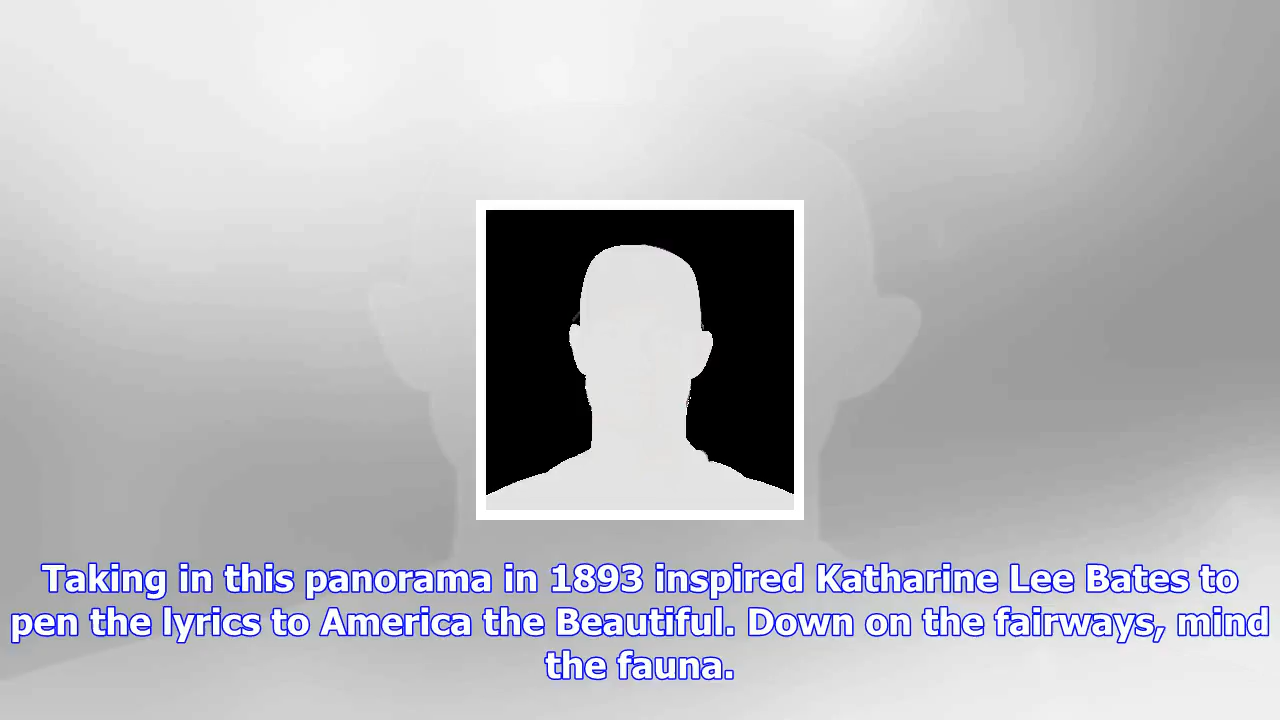 Taking in this panorama in 1893 inspired Katharine Lee Bates to
pen the lyrics to America the Beautiful. Down on the fairways, mind
the fauna.